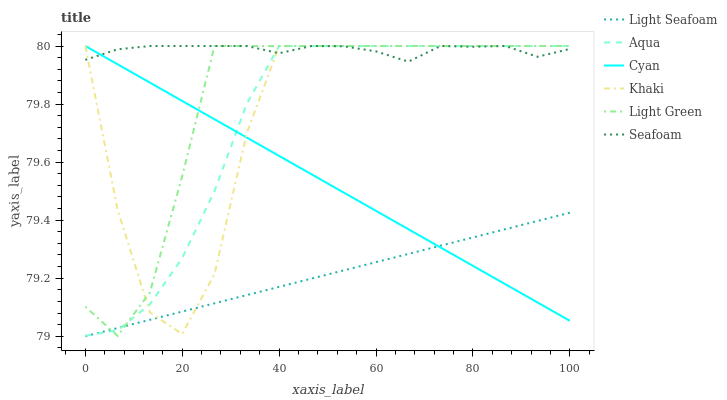 title
80
79.8
79.6
79.4
79.2
79
yaxis_label
0
20
40
60
80
100
xaxis_label
Light Seafoam
Aqua
Cyan
Khaki
Light Green
Seafoam